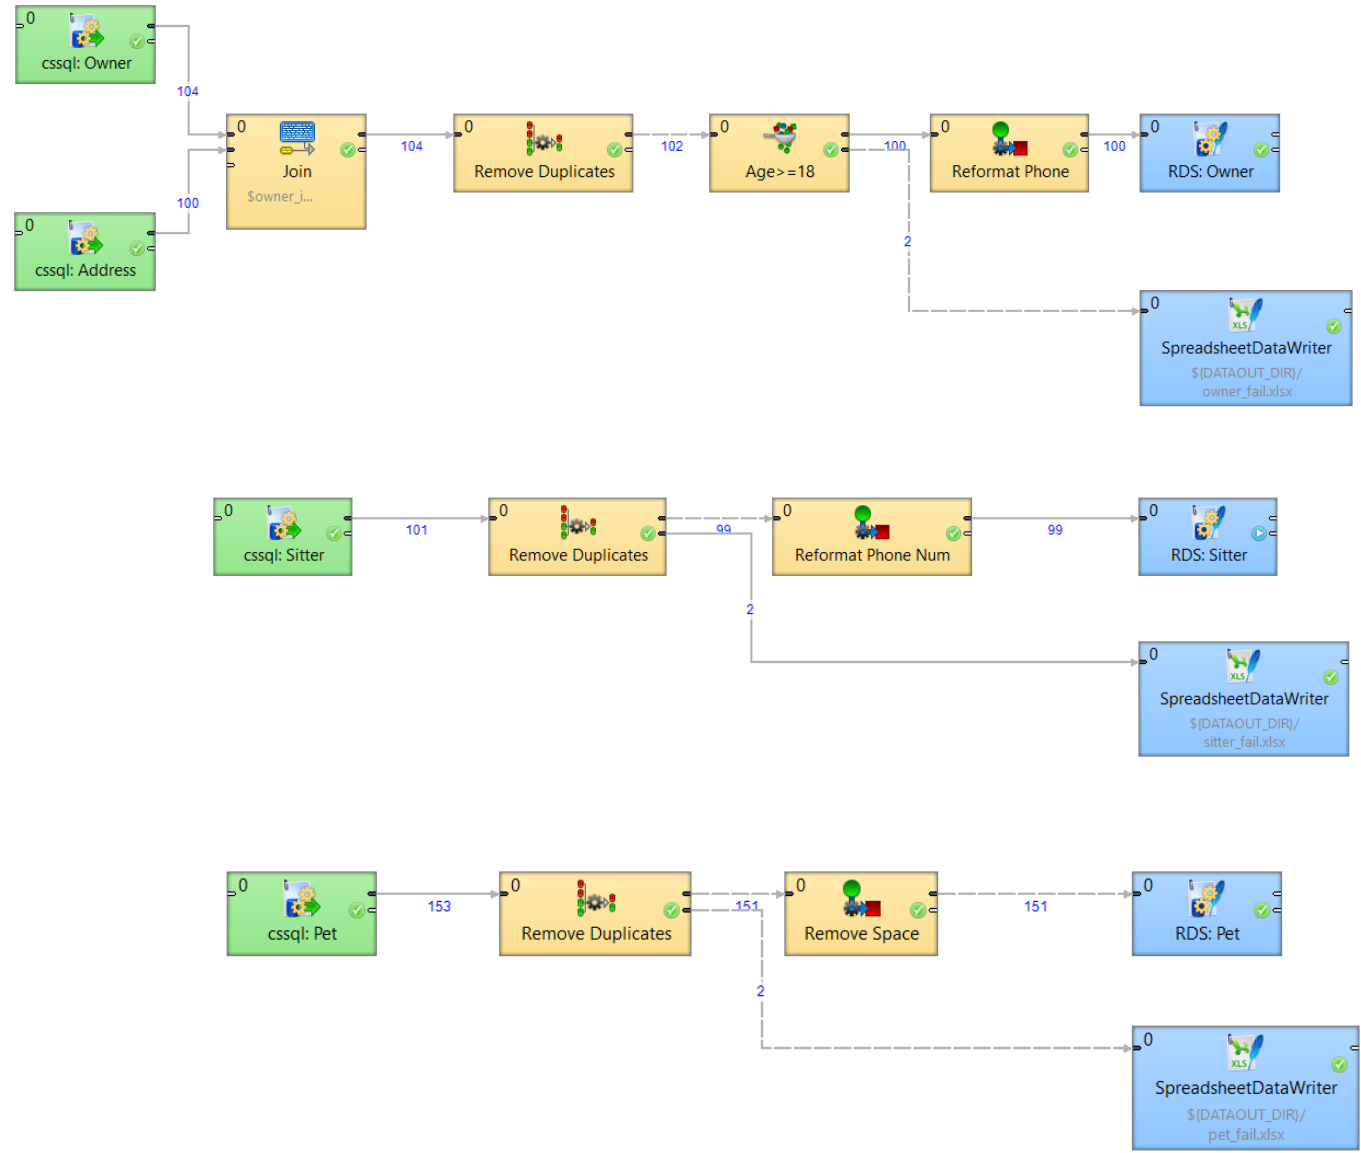 0
cssql: Owner
104
0
Join
$owner_i...
104
0
Remove Duplicates
102
0
Age>=18
100
0
Reformat Phone
100
0
RDS: Owner
100
0
cssql: Address
2
0
XLS
SpreadsheetDataWriter
${DATAOUT_DIR}/
owner_fail.xlsx
0
cssql: Sitter
101
0
Remove Duplicates
99
0
Reformat Phone Num
99
0
RDS: Sitter
2
0
XLS
SpreadsheetDataWriter
${DATAOUT_DIR}/
sitter_fail.xlsx
0
cssql: Pet
153
0
Remove Duplicates
151
0
Remove Space
151
0
RDS: Pet
2
0
XLS
SpreadsheetDataWriter
${DATAOUT_DIR}/
pet_fail.xlsx